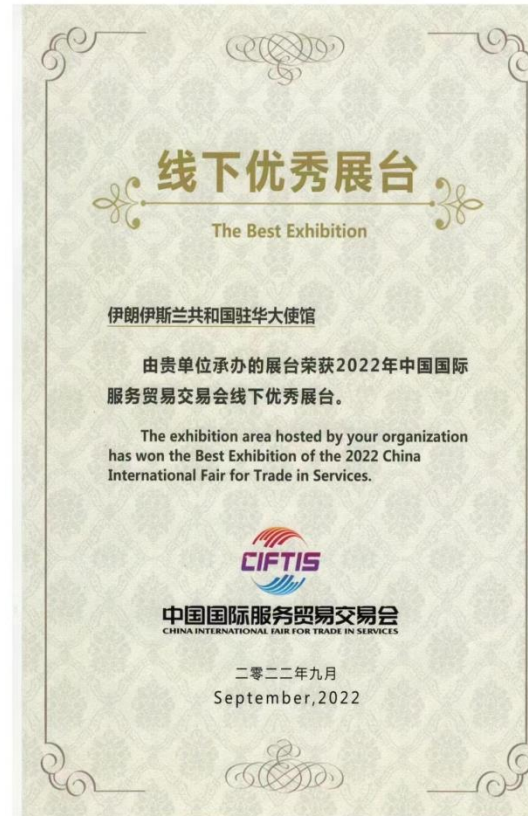 线下优秀展台
The Best Exhibition
伊朗伊斯兰共和国驻华大使馆
由贵单位承办的展台荣获2022年中国国际
服务贸易交易会线下优秀展台。
The exhibition area hosted by your organization
has won the Best Exhibition of the 2022 China
International Fair for Trade in Services.
CIFTIS
中国国际服务贸易交易会
CHINA INTERNATIONAL FAIR FOR TRADE IN SERVICES
二零二二年九月
September,2022